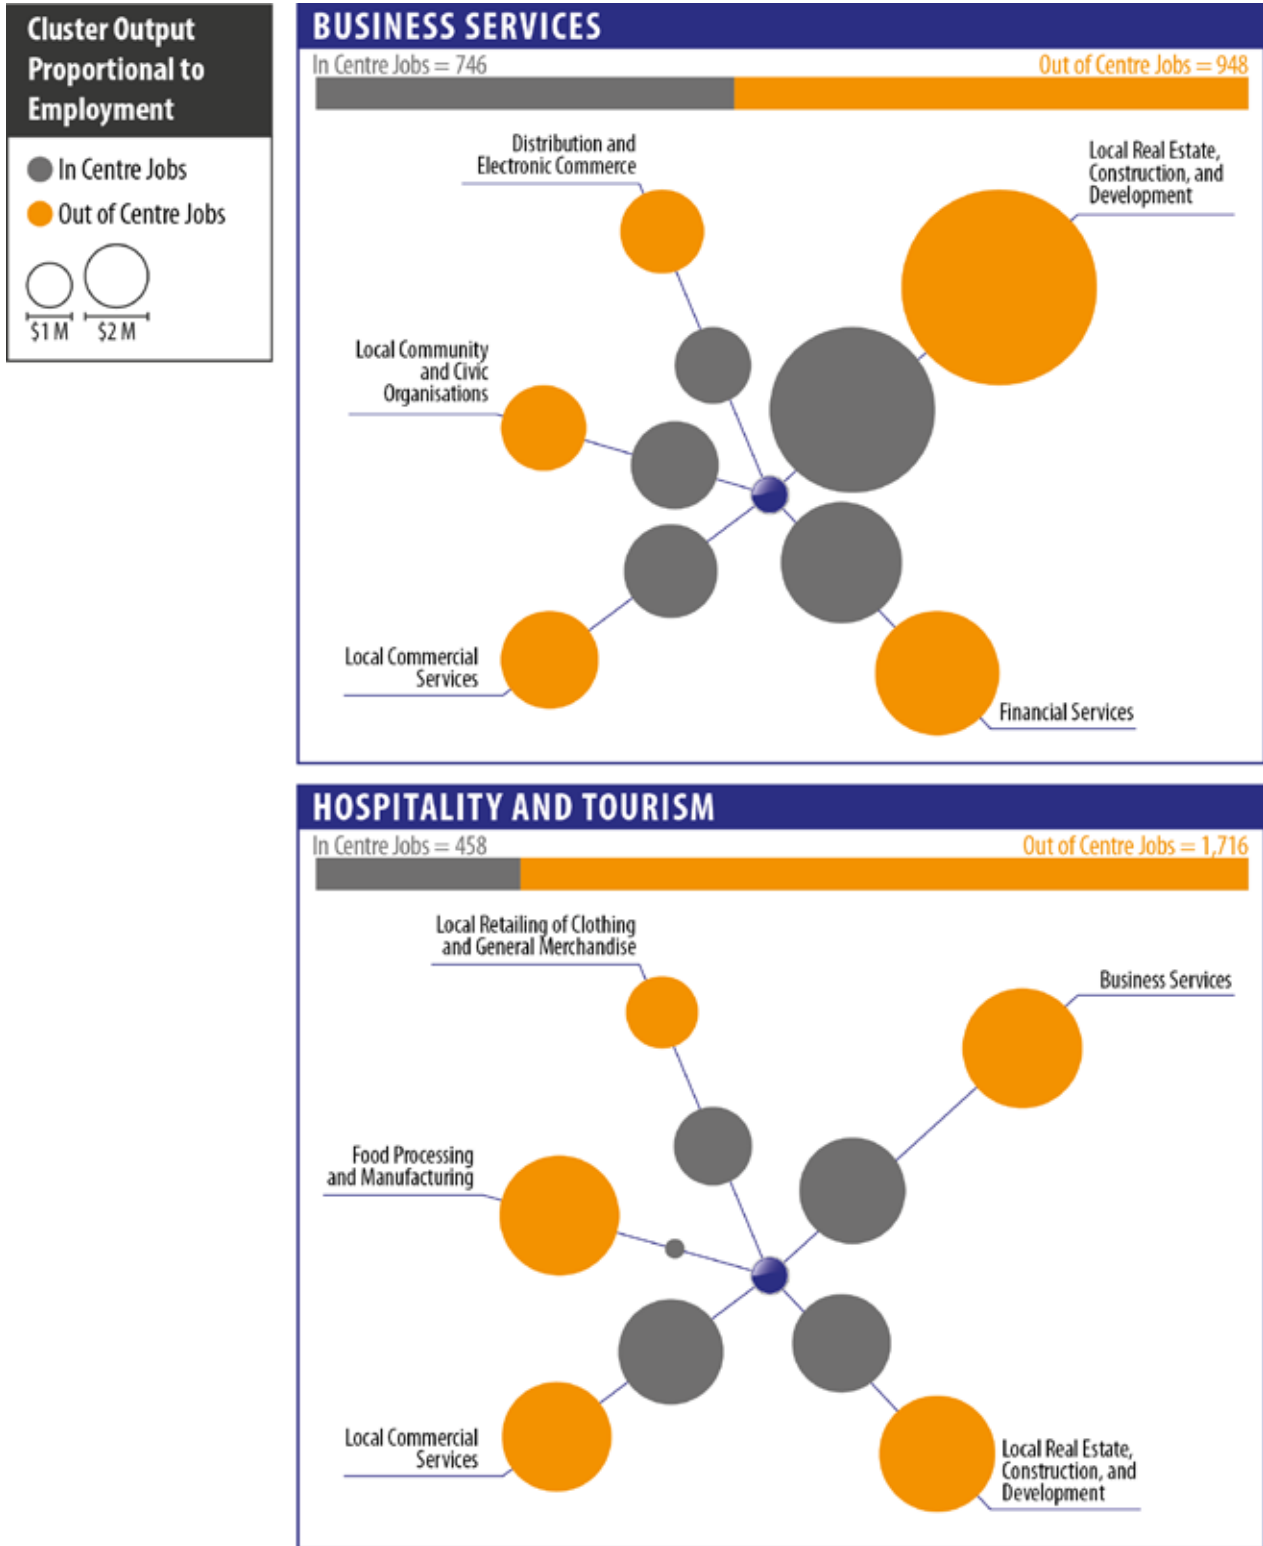 Cluster Output
Proportional to
Employment
In Centre Jobs
Out of Centre Jobs
$1 M $2 M
BUSINESS SERVICES
In Centre Jobs = 746 Out of Centre Jobs = 948
Distribution and
Electronic Commerce
Local Real Estate,
Construction, and
Development
Local Community
and Civic
Organisations
Local Commercial
Services
Financial Services
HOSPITALITY AND TOURISM
In Centre Jobs = 458 Out of Centre Jobs = 1,716
Local Retailing of Clothing
and General Merchandise
Business Services
Food Processing
and Manufacturing
Local Commercial
Services
Local Real Estate,
Construction, and
Development